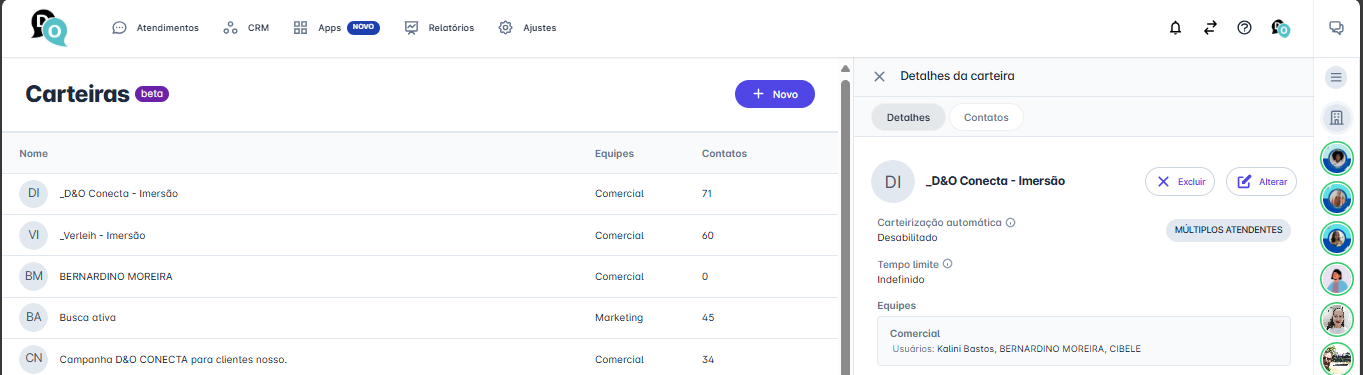 DO
Atendimentos
CRM
Apps NOVO
Relatórios
Ajustes
DO
Carteiras beta
+ Novo
Nome Equipes Contatos
DI _D&O Conecta - Imersão Comercial 71
VI _Verleih - Imersão Comercial 60
BM BERNARDINO MOREIRA Comercial 0
BA Busca ativa Marketing 45
CN Campanha D&O CONECTA para clientes nosso. Comercial 34
Detalhes da carteira
Detalhes Contatos
DI _D&O Conecta - Imersão Excluir Alterar
Carteirização automática
Desabilitado
MÚLTIPLOS ATENDENTES
Tempo limite
Indefinido
Equipes
Comercial
Usuários: Kalini Bastos, BERNARDINO MOREIRA, CIBELE